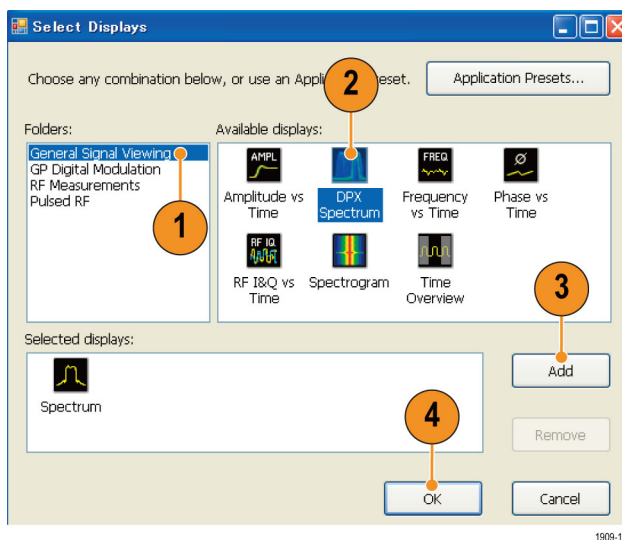 Select Displays
Choose any combination below, or use an Appl eset.
Application Presets...
2
Folders:
Available displays:
General Signal Viewing
GP Digital Modulation
RF Measurements
Pulsed RF
1
AMPL
FREQ
Ø
Amplitude vs Time
DPX Spectrum
Frequency vs Time
Phase vs Time
RF IQ
RF I&Q vs Time
Spectrogram
Time Overview
3
Selected displays:
Add
Spectrum
4
Remove
OK
Cancel
1909-1